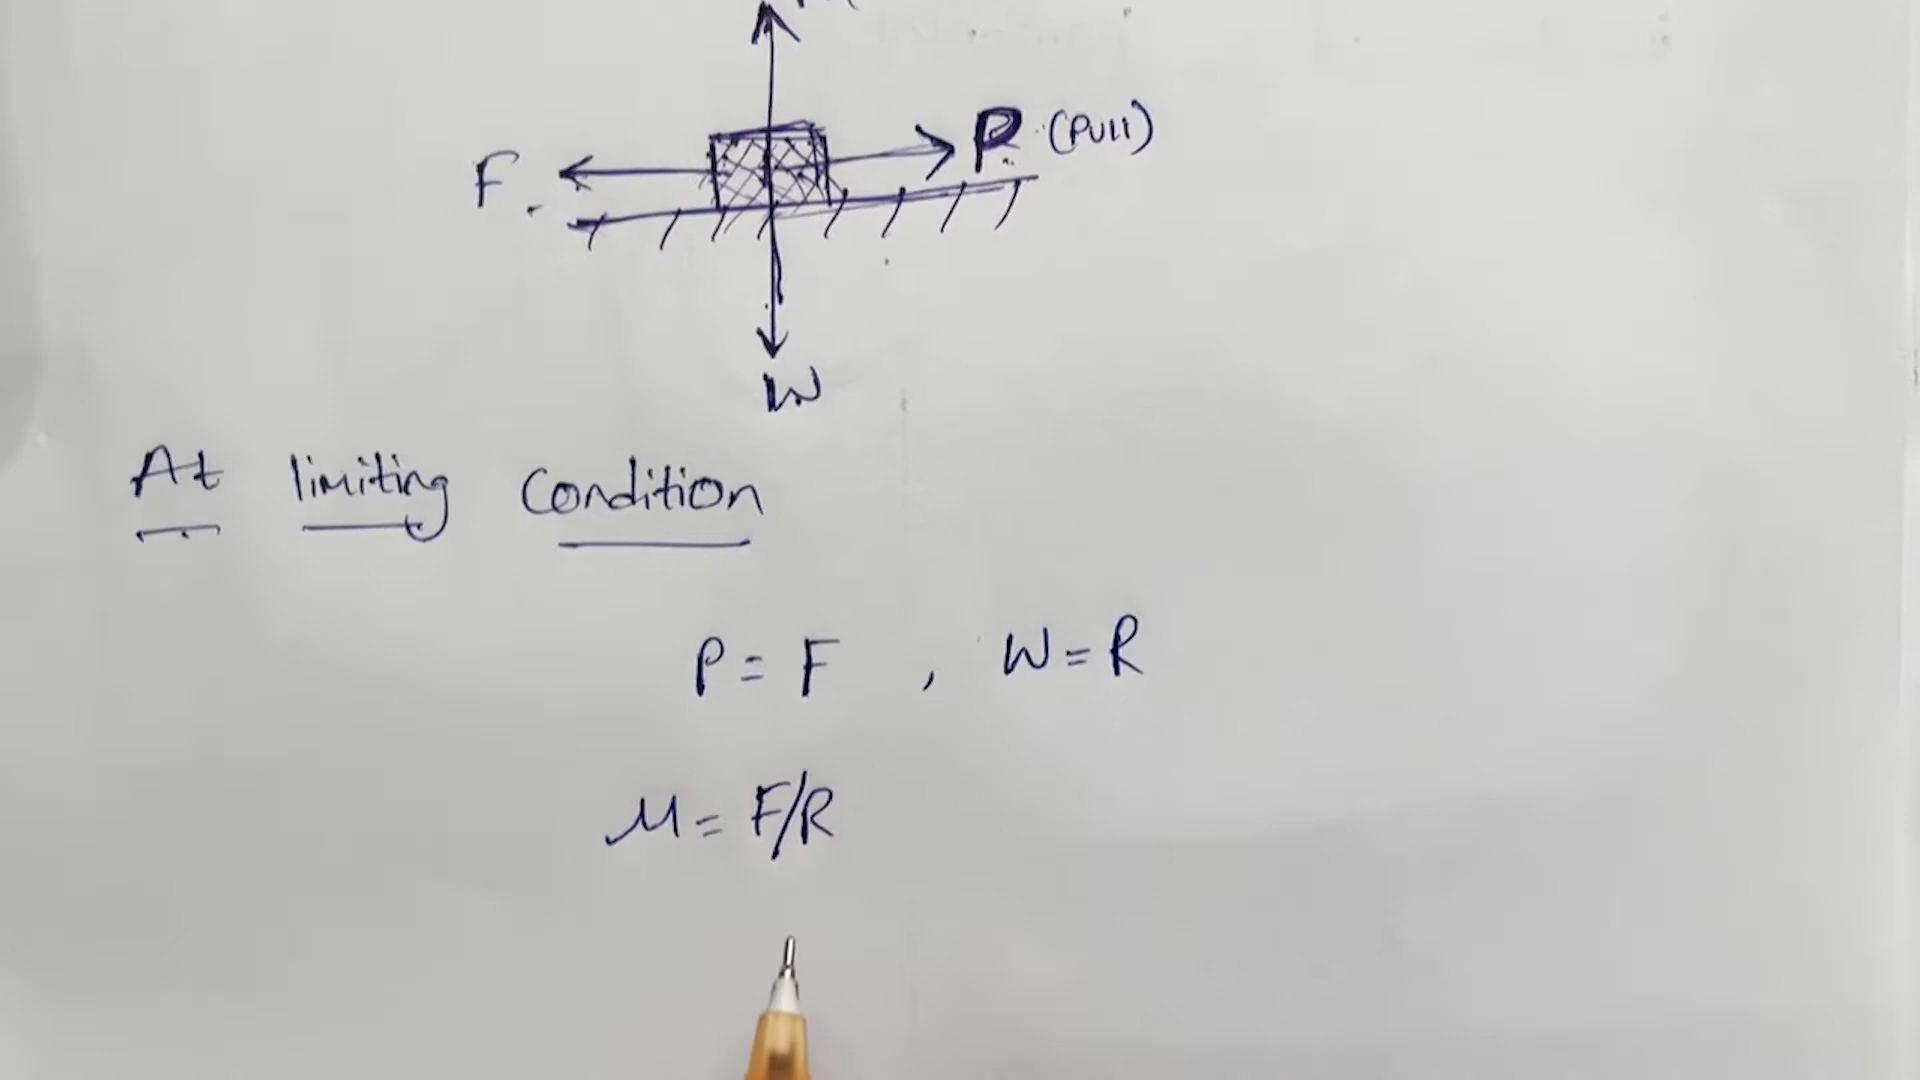 F. P (Pull)
W
At limiting Condition
P = F , W = R
μ = F/R